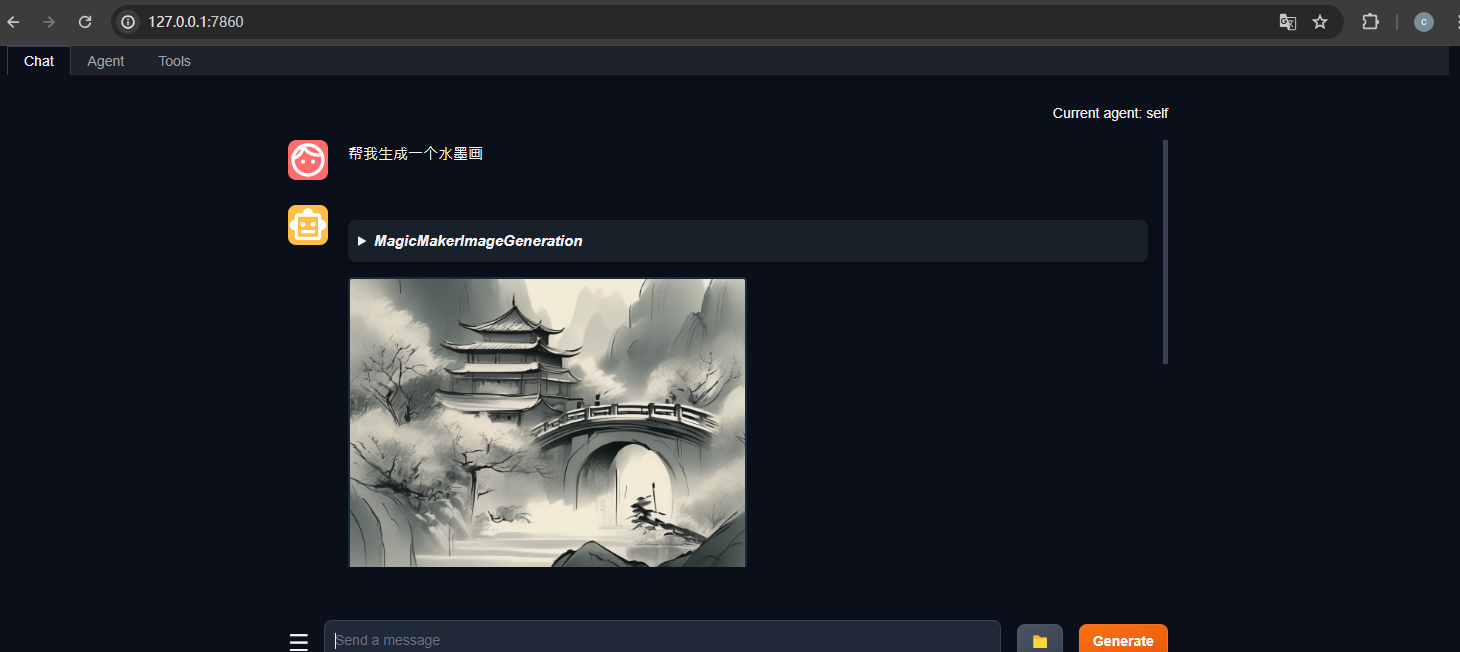 127.0.0.1:7860
c
Chat
Agent
Tools
Current agent: self
帮我生成一个水墨画
MagicMakerImageGeneration
Send a message
Generate